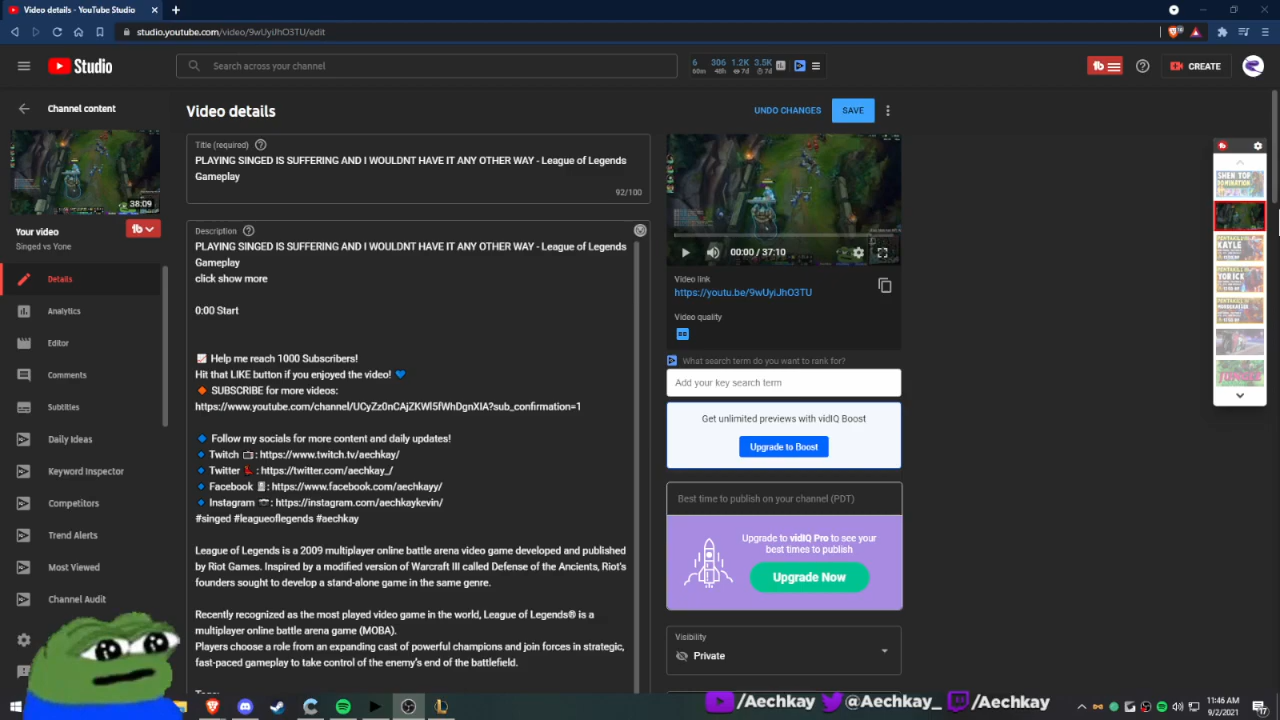 Video details - YouTube Studio
studio.youtube.com/video/9wUyiJhO3TU/edit
Studio
Search across your channel
6 306 1.2K 3.5K
60m 48h 7d 7d
CREATE
Channel content
38:09
Your video
Singed vs Yone
Details
Analytics
Editor
Comments
Subtitles
Daily Ideas
Keyword Inspector
Competitors
Trend Alerts
Most Viewed
Channel Audit
Video details
UNDO CHANGES
SAVE
Title (required)
PLAYING SINGED IS SUFFERING AND I WOULDNT HAVE IT ANY OTHER WAY - League of Legends
Gameplay
92/100
Description
PLAYING SINGED IS SUFFERING AND I WOULDNT HAVE IT ANY OTHER WAY - League of Legends
Gameplay
click show more
0:00 Start
📈 Help me reach 1000 Subscribers!
Hit that LIKE button if you enjoyed the video! 💙
🔶 SUBSCRIBE for more videos:
https://www.youtube.com/channel/UCyZz0nCAjZKWl5fWhDgnXIA?sub_confirmation=1
🔷 Follow my socials for more content and daily updates!
🔷 Twitch 📺: https://www.twitch.tv/aechkay/
🔷 Twitter : https://twitter.com/aechkay_/
🔷 Facebook : https://www.facebook.com/aechkayy/
🔷 Instagram : https://instagram.com/aechkaykevin/
#singed #leagueoflegends #aechkay
League of Legends is a 2009 multiplayer online battle arena video game developed and published
by Riot Games. Inspired by a modified version of Warcraft III called Defense of the Ancients, Riot's
founders sought to develop a stand-alone game in the same genre.
Recently recognized as the most played video game in the world, League of Legends® is a
multiplayer online battle arena game (MOBA).
Players choose a role from an expanding cast of powerful champions and join forces in strategic,
fast-paced gameplay to take control of the enemy's end of the battlefield.
00:00 / 37:10
Video link
https://youtu.be/9wUyiJhO3TU
Video quality
What search term do you want to rank for?
Add your key search term
Get unlimited previews with vidIQ Boost
Upgrade to Boost
Best time to publish on your channel (PDT)
Upgrade to vidIQ Pro to see your
best times to publish
Upgrade Now
Visibility
Private
SHEN TOP
DOMINATION
KAYLE
YORICK
/Aechkay @Aechkay_ /Aechkay
11:46 AM
9/2/2021
17